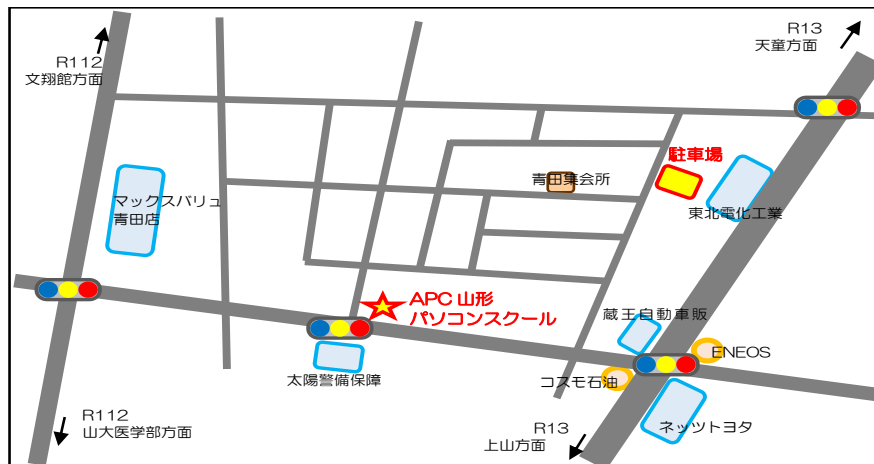 R112
文翔館方面
R13
天童方面
駐車場
青田集会所
マックスバリュ
青田店
東北電化工業
APC 山形
パソコンスクール
蔵王自動車販
ENEOS
太陽警備保障
コスモ石油
R112
山大医学部方面
R13
上山方面
ネッツトヨタ